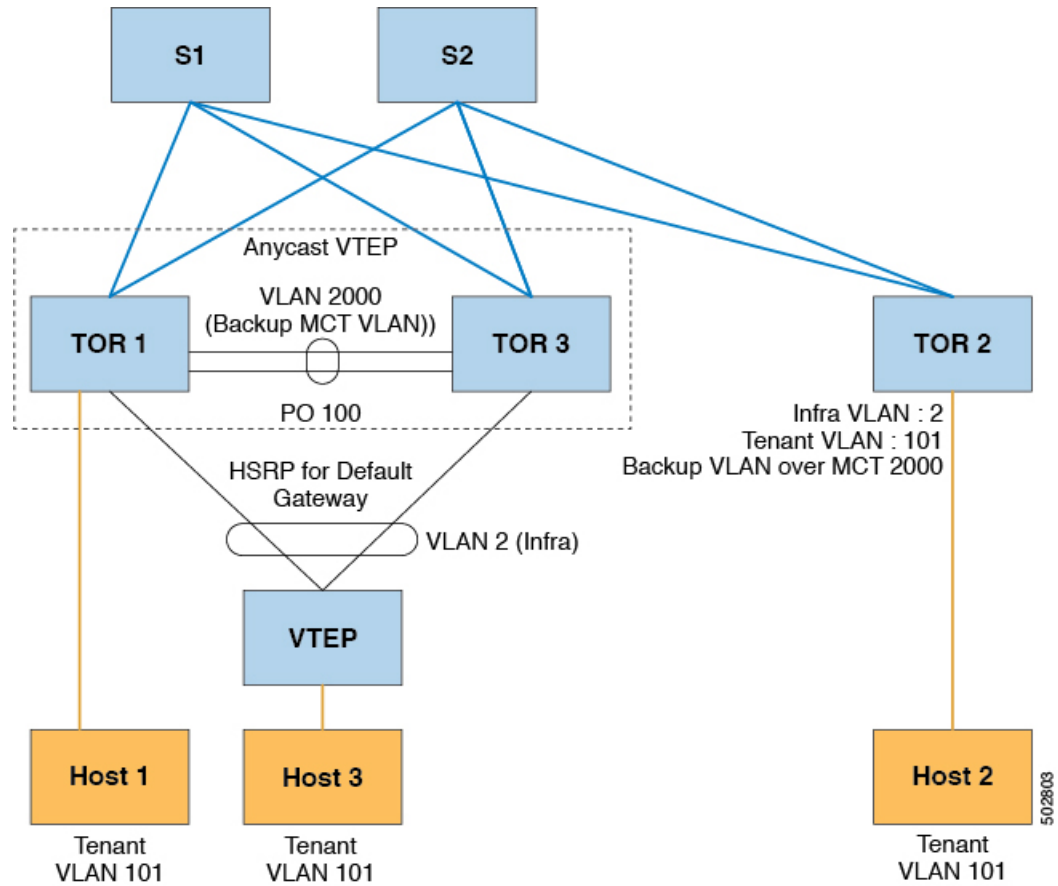 S1
S2
Anycast VTEP
VLAN 2000
(Backup MCT VLAN))
TOR 1
TOR 3
TOR 2
PO 100
Infra VLAN : 2
Tenant VLAN : 101
Backup VLAN over MCT 2000
HSRP for Default
Gateway
VLAN 2 (Infra)
VTEP
Host 1
Host 3
Host 2
Tenant
VLAN 101
Tenant
VLAN 101
Tenant
VLAN 101
502803